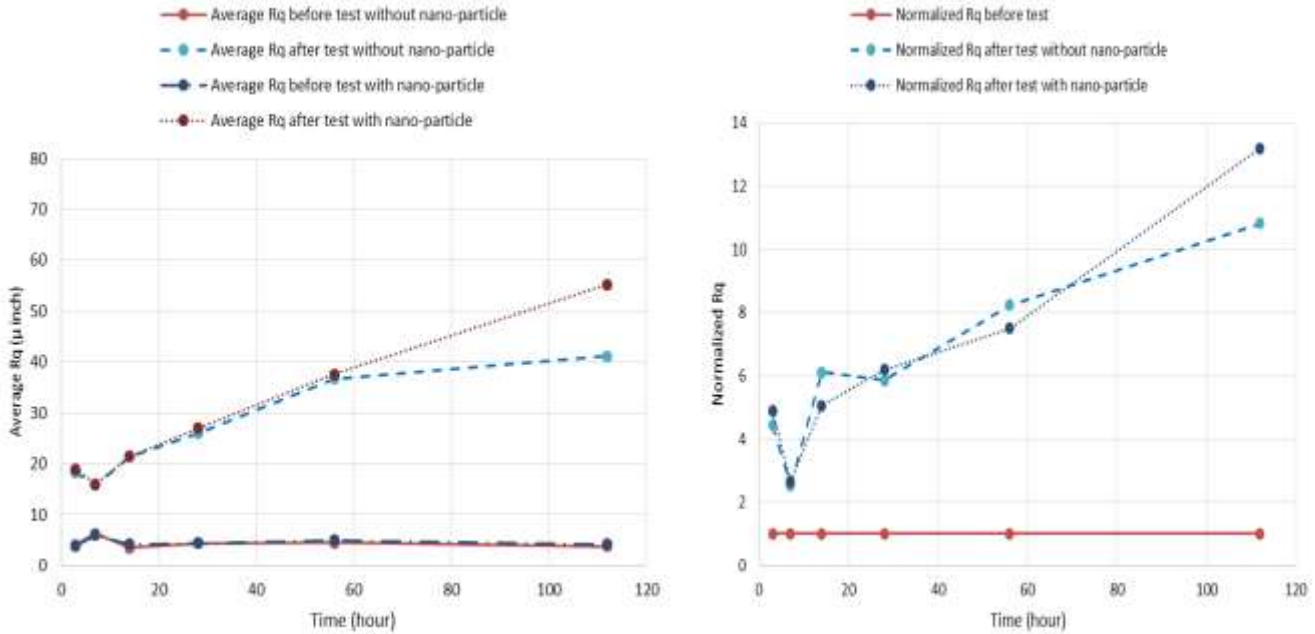 Average Rq before test without nano-particle
Average Rq after test without nano-particle
Average Rq before test with nano-particle
Average Rq after test with nano-particle
80
70
60
50
40
30
20
10
0
Average Rq (μ inch)
0 20 40 60 80 100 120
Time (hour)
Normalized Rq before test
Normalized Rq after test without nano-particle
Normalized Rq after test with nano-particle
14
12
10
8
6
4
2
0
Normalized Rq
0 20 40 60 80 100 120
Time (hour)